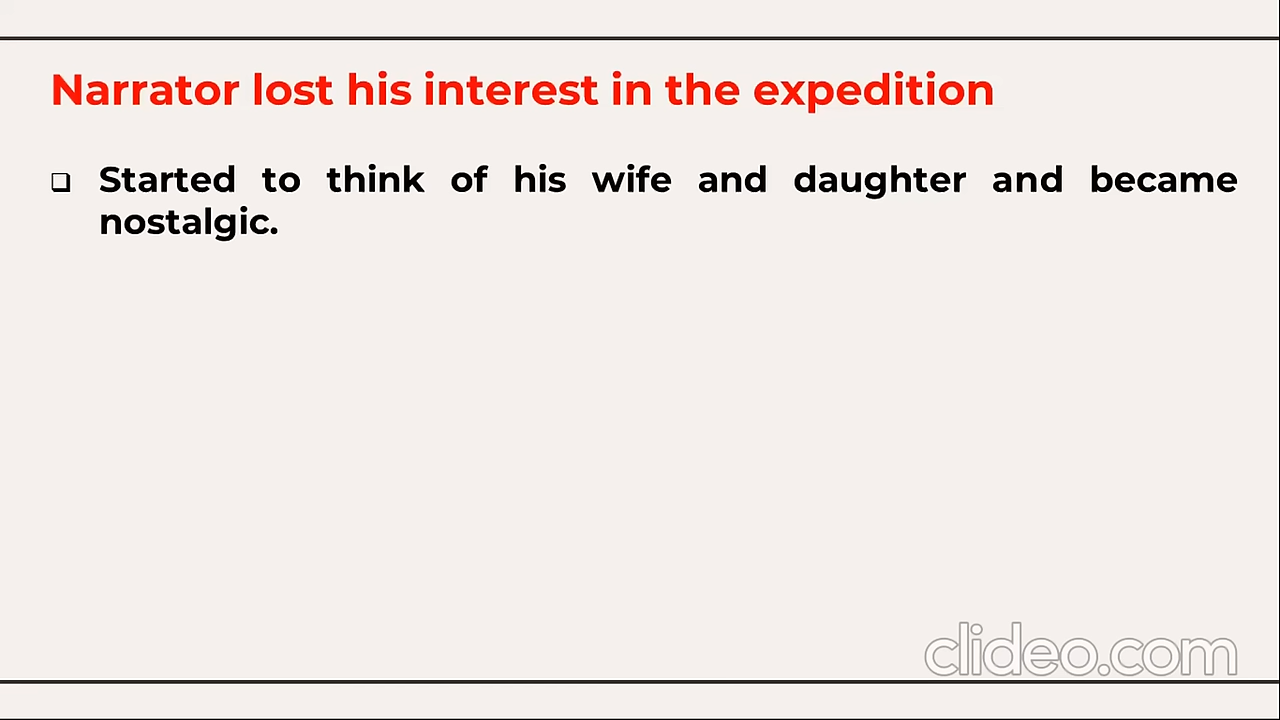 Narrator lost his interest in the expedition
❑ Started to think of his wife and daughter and became
nostalgic.
clideo.com